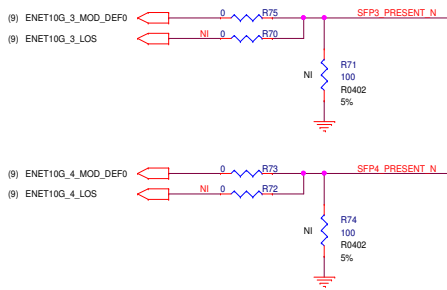 (9) ENET10G_3_MOD_DEF0 0 R75 SFP3_PRESENT_N
(9) ENET10G_3_LOS NI 0 R70
NI R71
100
R0402
5%
(9) ENET10G_4_MOD_DEF0 0 R73 SFP4_PRESENT_N
(9) ENET10G_4_LOS NI 0 R72
NI R74
100
R0402
5%